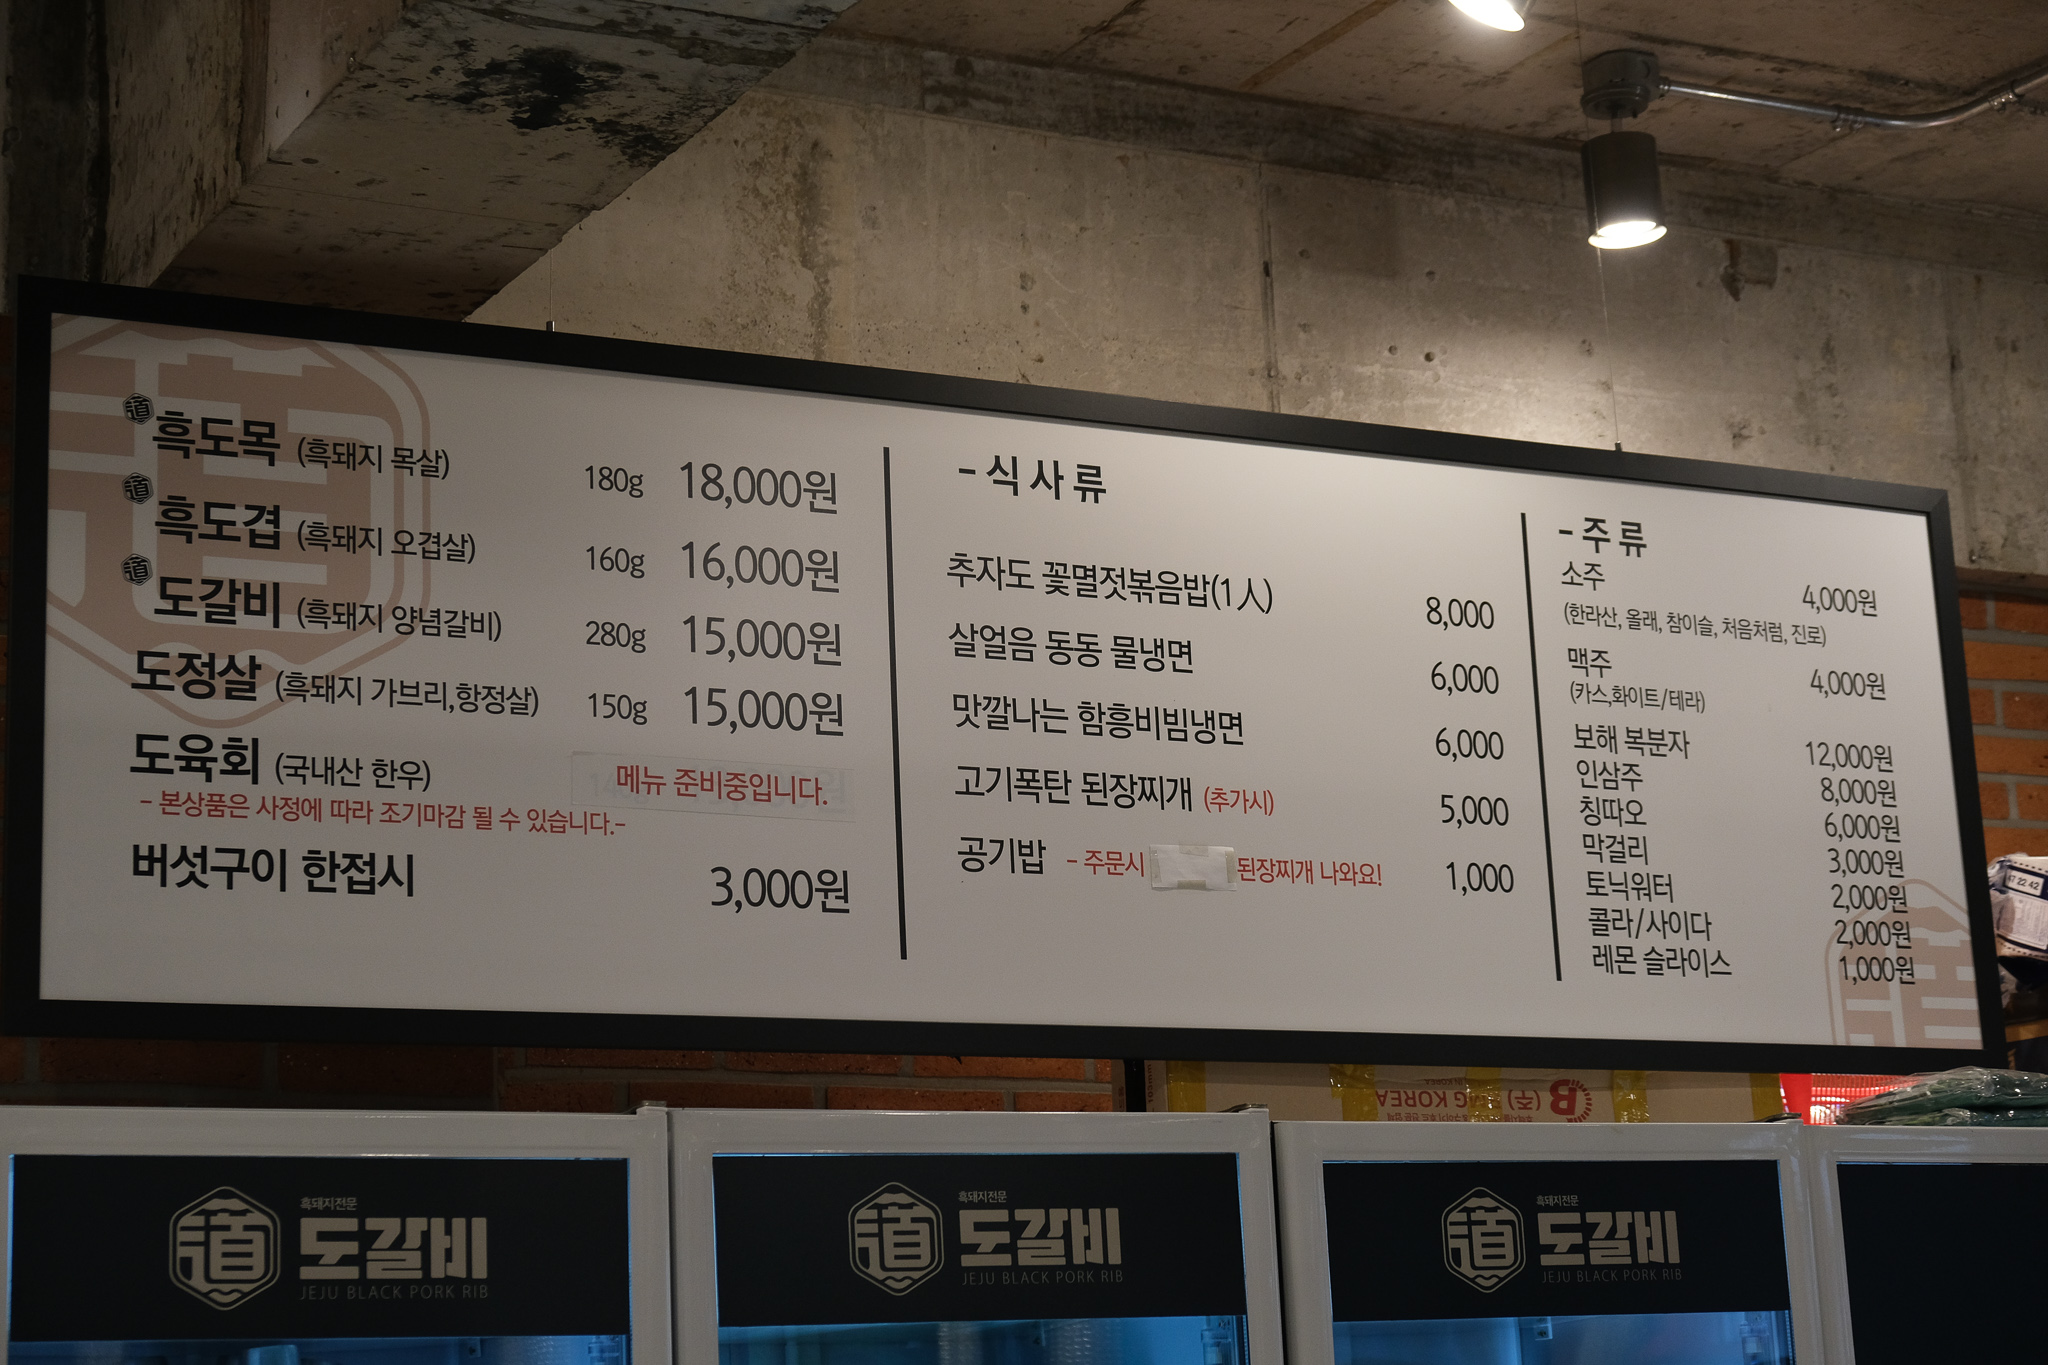 道
흑도목 (흑돼지 목살) 180g 18,000원
道
흑도겹 (흑돼지 오겹살) 160g 16,000원
道
도갈비 (흑돼지 양념갈비) 280g 15,000원
도정살 (흑돼지 가브리,항정살) 150g 15,000원
도육회 (국내산 한우) 메뉴 준비중입니다.
- 본상품은 사정에 따라 조기마감 될 수 있습니다.-
버섯구이 한접시 3,000원
- 식사류
추자도 꽃멸젓볶음밥(1人) 8,000
살얼음 동동 물냉면 6,000
맛깔나는 함흥비빔냉면 6,000
고기폭탄 된장찌개 (추가시) 5,000
공기밥 - 주문시 된장찌개 나와요! 1,000
- 주류
소주 4,000원
(한라산, 올래, 참이슬, 처음처럼, 진로)
맥주 4,000원
(카스,화이트/테라)
보해 복분자 12,000원
인삼주 8,000원
칭따오 6,000원
막걸리 3,000원
토닉워터 2,000원
콜라/사이다 2,000원
레몬 슬라이스 1,000원
47 22 42
(주) KOREA
道 흑돼지전문
도갈비
JEJU BLACK PORK RIB
道 흑돼지전문
도갈비
JEJU BLACK PORK RIB
道 흑돼지전문
도갈비
JEJU BLACK PORK RIB